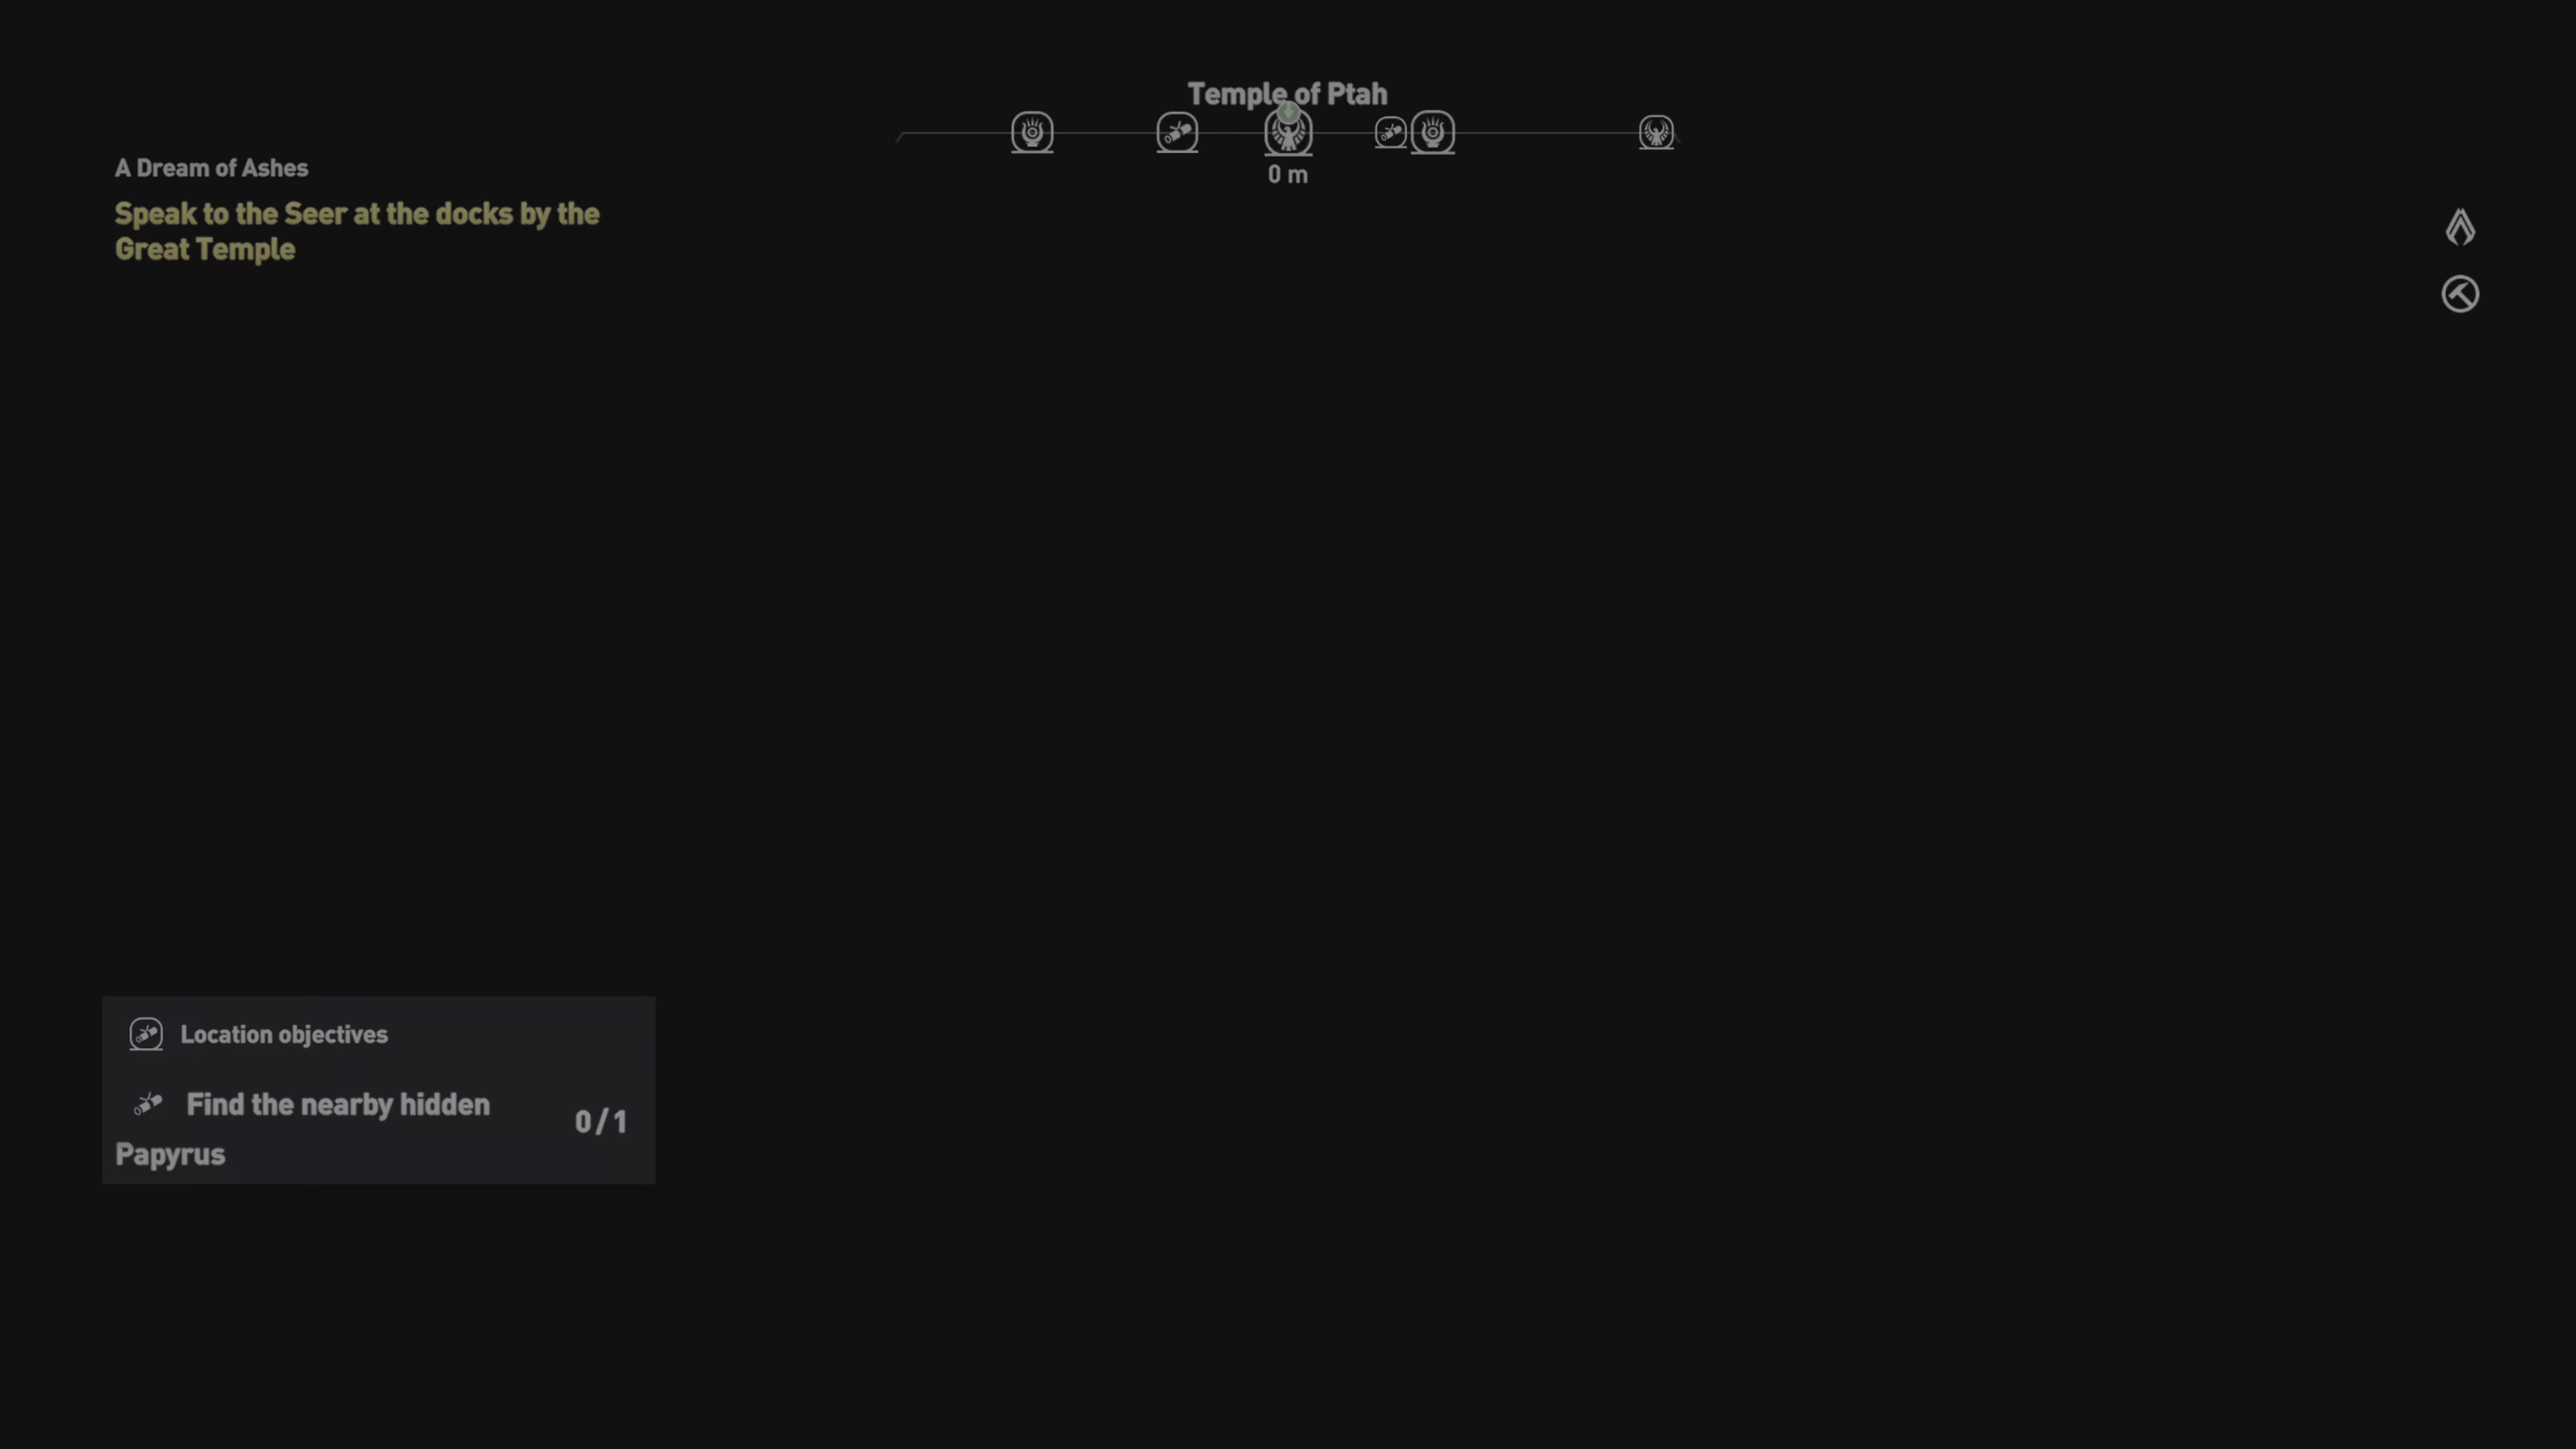 Temple of Ptah
0 m
A Dream of Ashes
Speak to the Seer at the docks by the
Great Temple
Location objectives
Find the nearby hidden
Papyrus
0/1